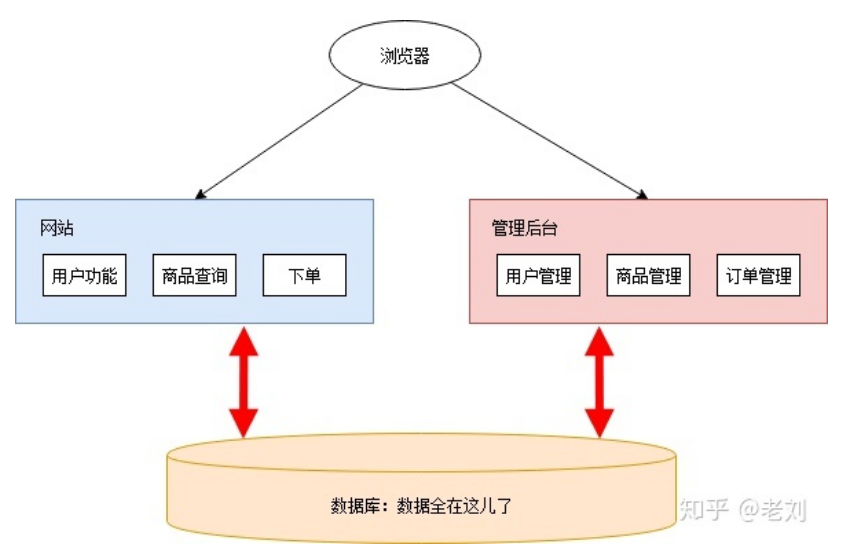 浏览器
网站
用户功能
商品查询
下单
管理后台
用户管理
商品管理
订单管理
数据库：数据全在这儿了
知乎 @老刘